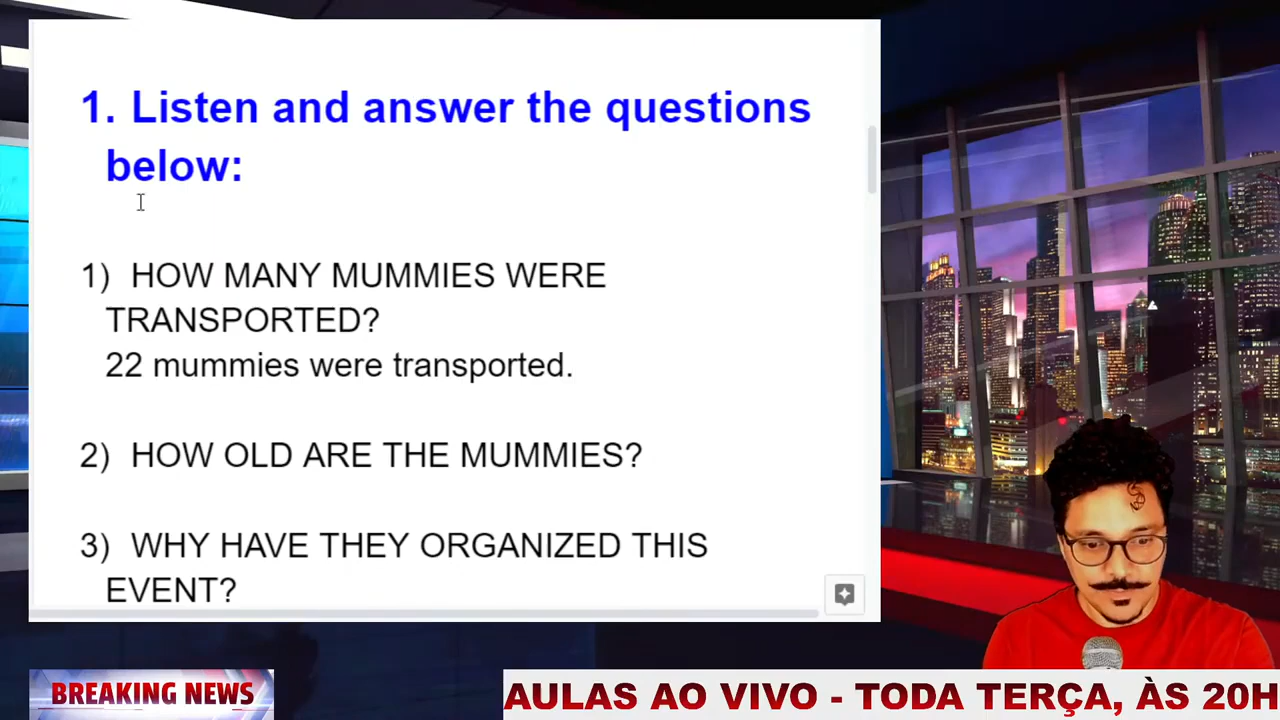 1. Listen and answer the questions
below:
1) HOW MANY MUMMIES WERE
TRANSPORTED?
22 mummies were transported.
2) HOW OLD ARE THE MUMMIES?
3) WHY HAVE THEY ORGANIZED THIS
EVENT?
BREAKING NEWS
AULAS AO VIVO - TODA TERÇA, ÀS 20H